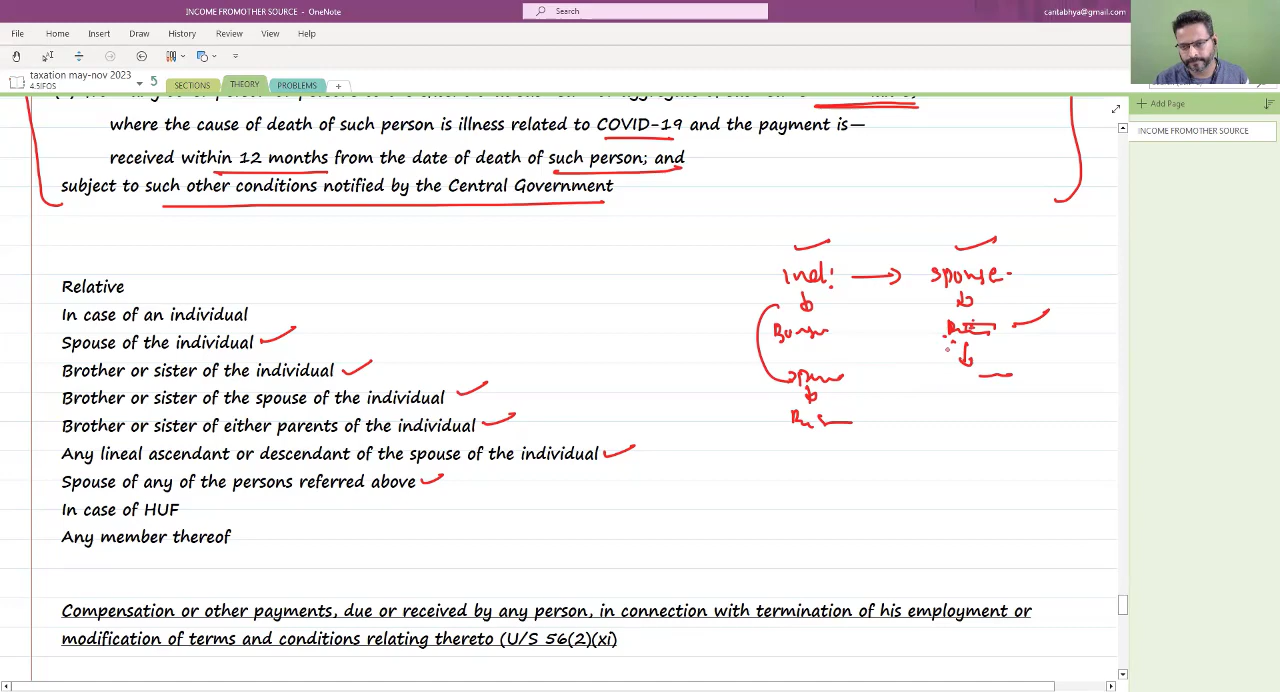 INCOME FROMOTHER SOURCE - OneNote
Search
cantabhya@gmail.com
File Home Insert Draw History Review View Help
taxation may-nov 2023
4.5IFOS
5
SECTIONS THEORY PROBLEMS
Add Page
INCOME FROMOTHER SOURCE
where the cause of death of such person is illness related to COVID-19 and the payment is—
received within 12 months from the date of death of such person; and
subject to such other conditions notified by the Central Government
Relative
In case of an individual
Spouse of the individual
Brother or sister of the individual
Brother or sister of the spouse of the individual
Brother or sister of either parents of the individual
Any lineal ascendant or descendant of the spouse of the individual
Spouse of any of the persons referred above
In case of HUF
Any member thereof
Spouse
Compensation or other payments, due or received by any person, in connection with termination of his employment or
modification of terms and conditions relating thereto (U/S 56(2)(xi)